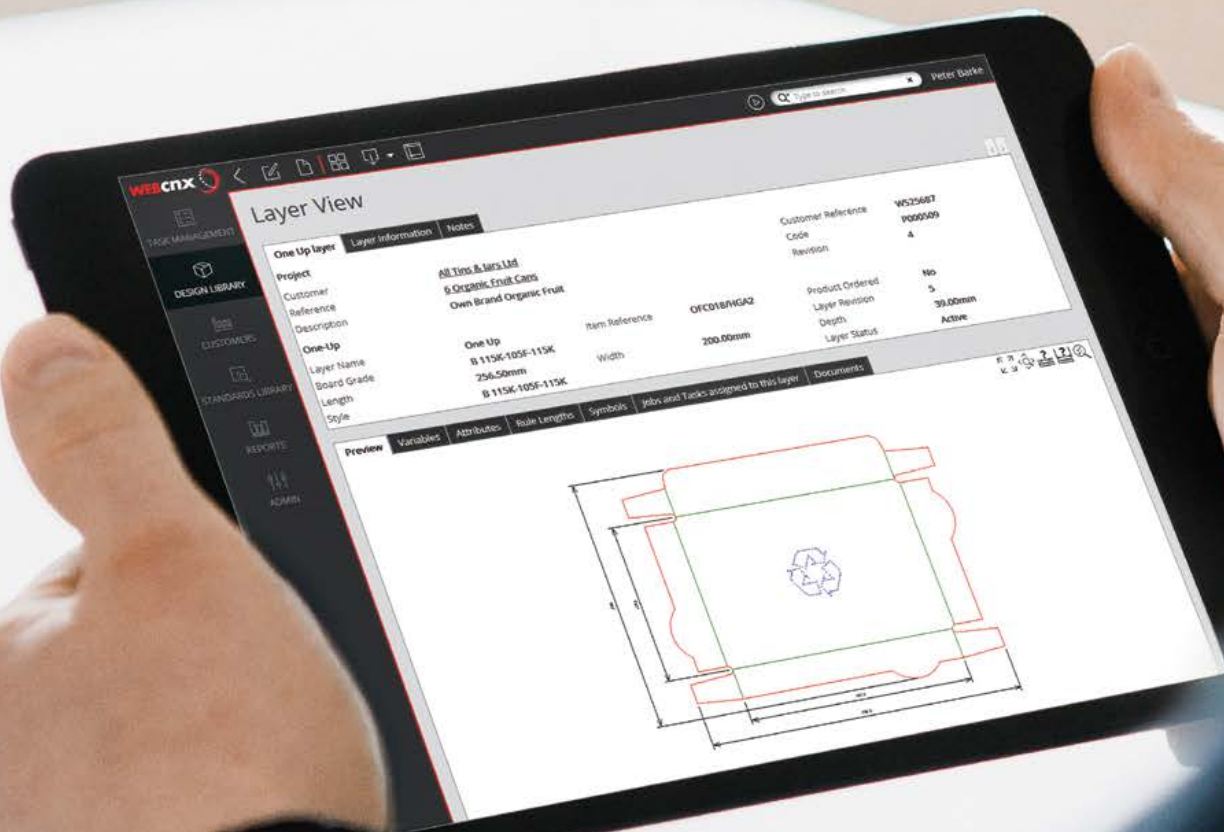 WEBcnx
Type to search
Peter Barke
TASK MANAGEMENT
DESIGN LIBRARY
CUSTOMERS
STANDARDS LIBRARY
REPORTS
ADMIN
Layer View
One Up layer Layer Information Notes
Project
Customer All Tins & Jars Ltd Customer Reference WS25687
Reference 6 Organic Fruit Cans Code P000509
Description Own Brand Organic Fruit Revision 4
One-Up
Layer Name One Up Item Reference OFC018/HGA2 Product Ordered No
Board Grade B 115K-105F-115K Layer Revision 5
Length 256.50mm Width 200.00mm Depth 39.00mm
Style B 115K-105F-115K Layer Status Active
Preview Variables Attributes Rule Lengths Symbols Jobs and Tasks assigned to this layer Documents